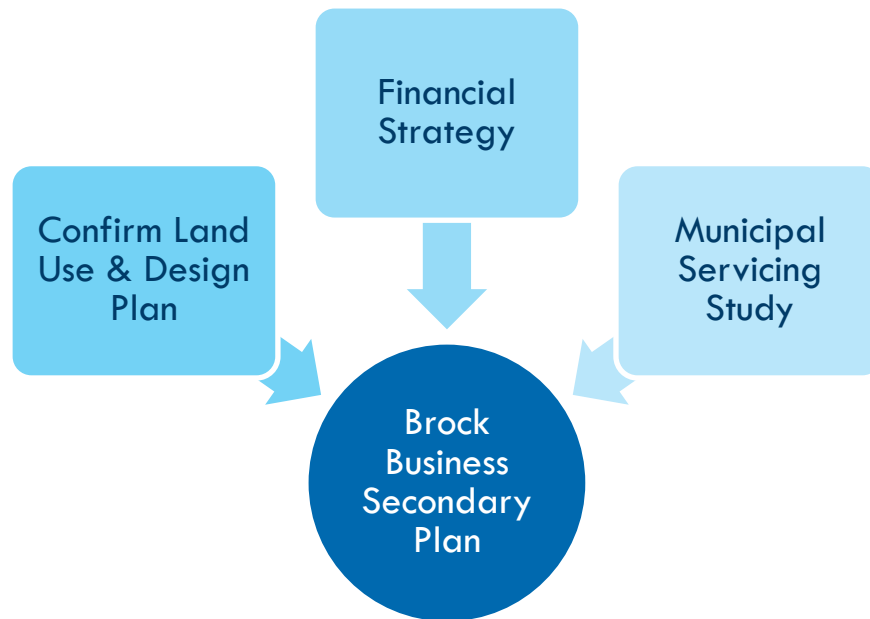 Financial
Strategy
Confirm Land
Use & Design
Plan
Municipal
Servicing
Study
Brock
Business
Secondary
Plan